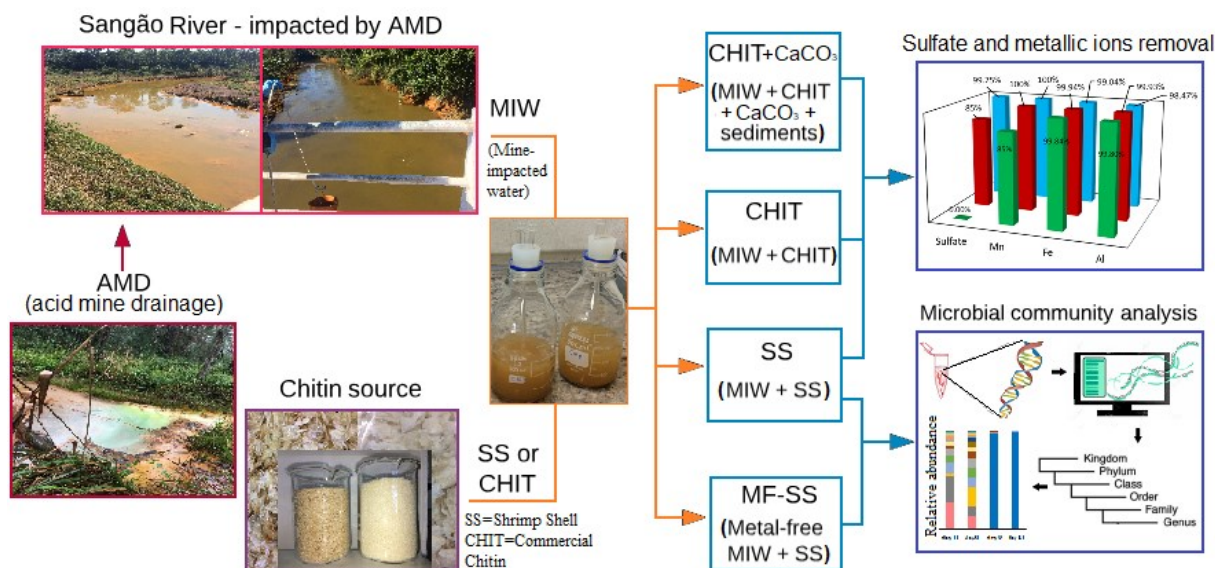 Sangão River - impacted by AMD
AMD
(acid mine drainage)
Chitin source
MIW
(Mine-
impacted
water)
SS or
CHIT
SS=Shrimp Shell
CHIT=Commercial
Chitin
CHIT+CaCO₃
(MIW + CHIT
+ CaCO₃ +
sediments)
CHIT
(MIW + CHIT)
SS
(MIW + SS)
MF-SS
(Metal-free
MIW + SS)
Sulfate and metallic ions removal
99.75%
100%
100%
99.04%
99.93%
98.47%
85%
99.94%
85%
99.84%
99.80%
0.00%
Sulfate
Mn
Fe
Al
Microbial community analysis
Relative abundance
Kingdom
Phylum
Class
Order
Family
Genus